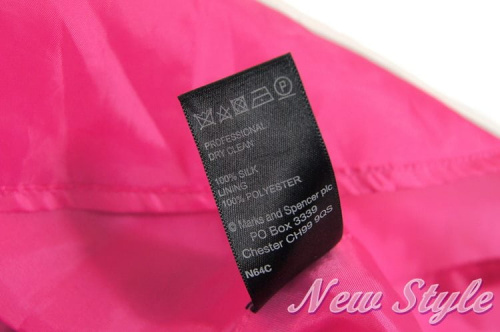 PROFESSIONAL
DRY CLEAN
100% SILK
LINING
100% POLYESTER
© Marks and Spencer plc
PO Box 3339
Chester CH99 9QS
N64C
New Style